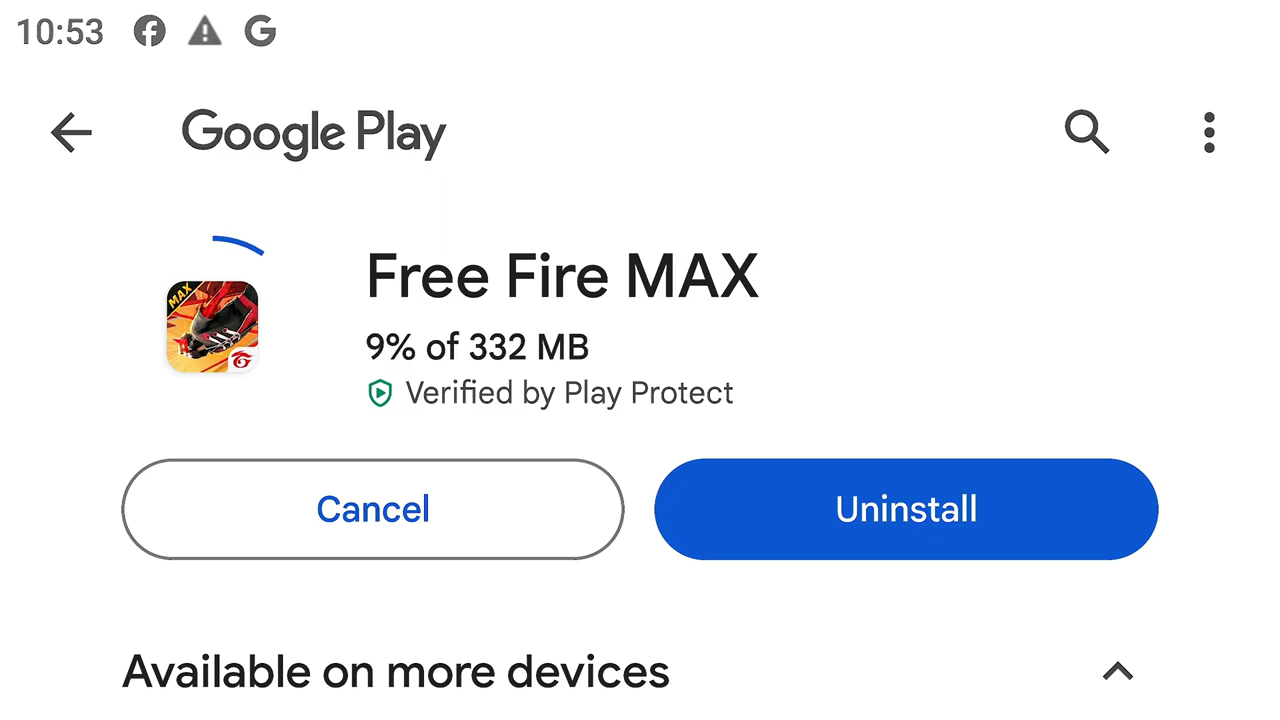 10:53
Google Play
MAX
Free Fire MAX
9% of 332 MB
Verified by Play Protect
Cancel
Uninstall
Available on more devices